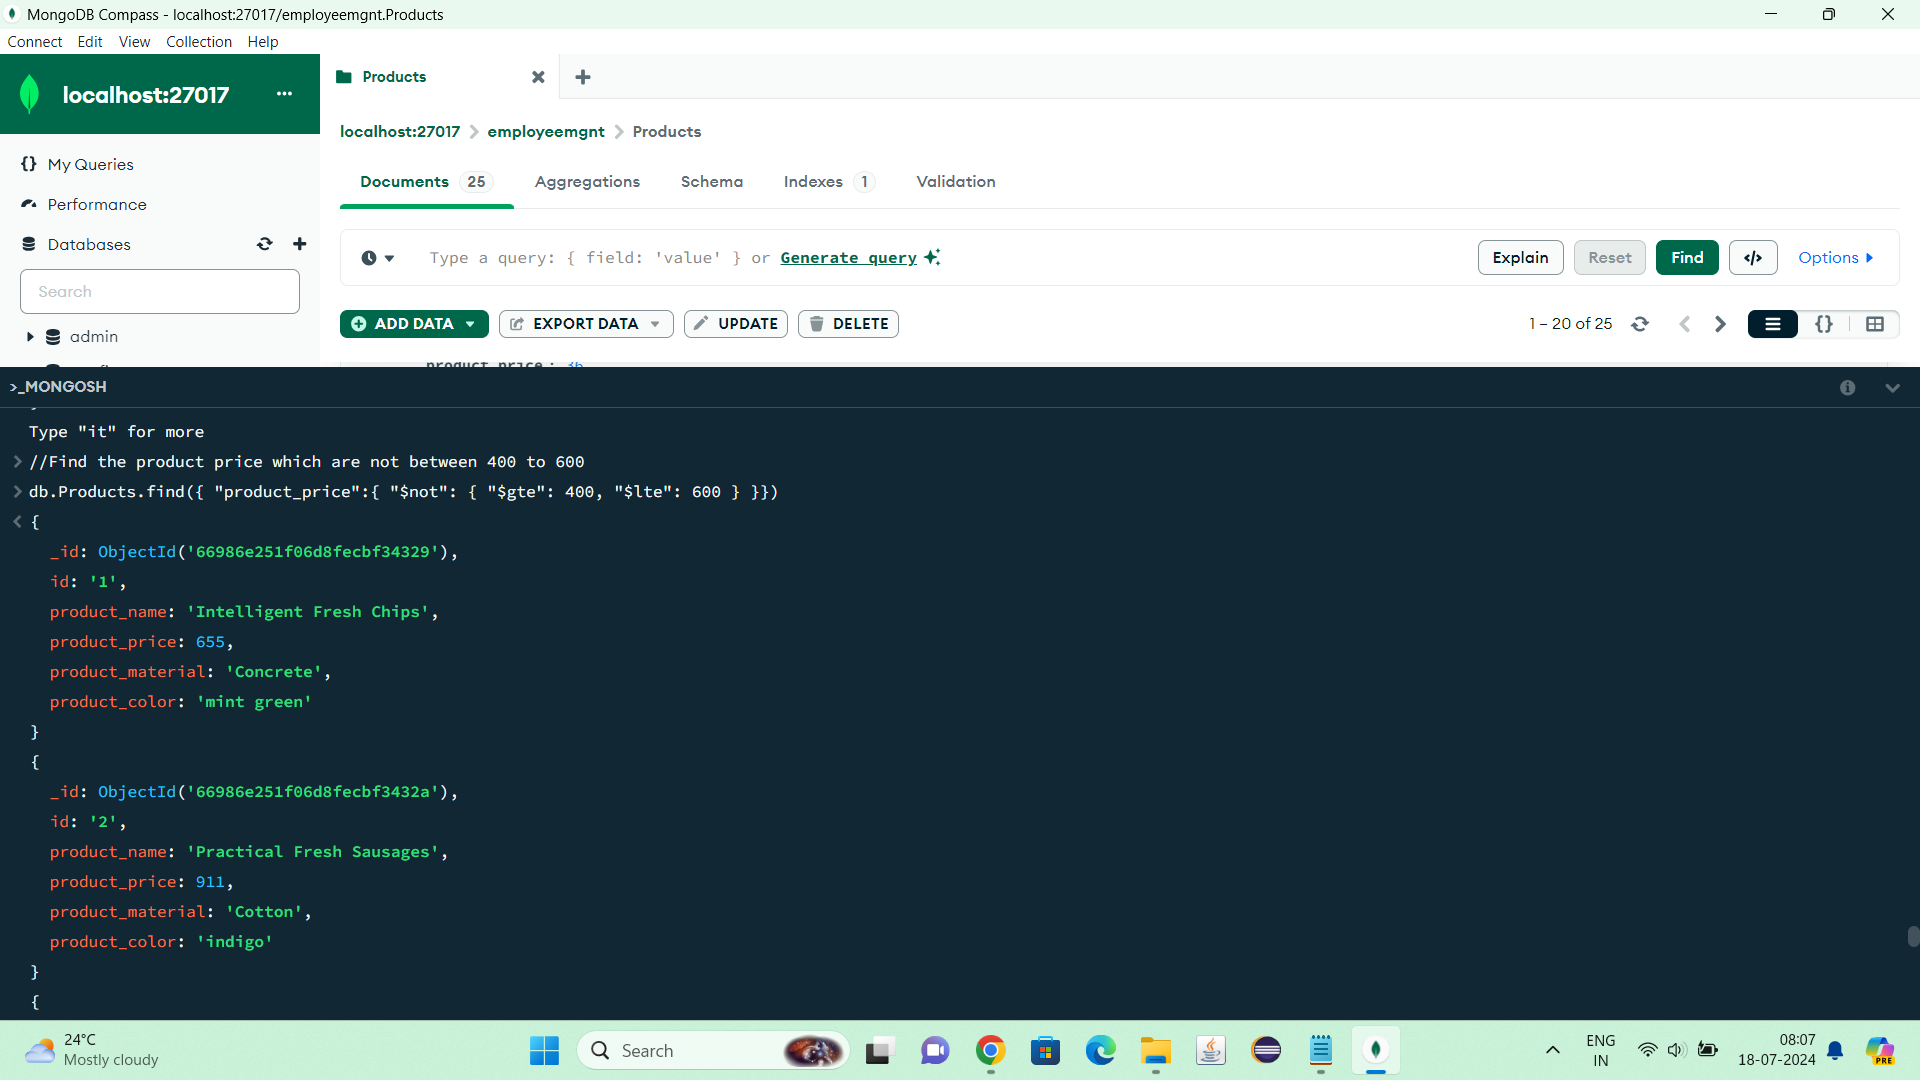 MongoDB Compass - localhost:27017/employeemgnt.Products
Connect Edit View Collection Help
localhost:27017 ...
Products
localhost:27017 > employeemgnt > Products
My Queries
Performance
Databases
Search
admin
Documents 25 Aggregations Schema Indexes 1 Validation
Type a query: { field: 'value' } or Generate query
Explain Reset Find </> Options
ADD DATA EXPORT DATA UPDATE DELETE
1 – 20 of 25 {}
>_MONGOSH
Type "it" for more
> //Find the product price which are not between 400 to 600
> db.Products.find({ "product_price":{ "$not": { "$gte": 400, "$lte": 600 } }})
< {
_id: ObjectId('66986e251f06d8fecbf34329'),
id: '1',
product_name: 'Intelligent Fresh Chips',
product_price: 655,
product_material: 'Concrete',
product_color: 'mint green'
}
{
_id: ObjectId('66986e251f06d8fecbf3432a'),
id: '2',
product_name: 'Practical Fresh Sausages',
product_price: 911,
product_material: 'Cotton',
product_color: 'indigo'
}
{
24°C
Mostly cloudy
Search
ENG
IN
08:07
18-07-2024
PRE